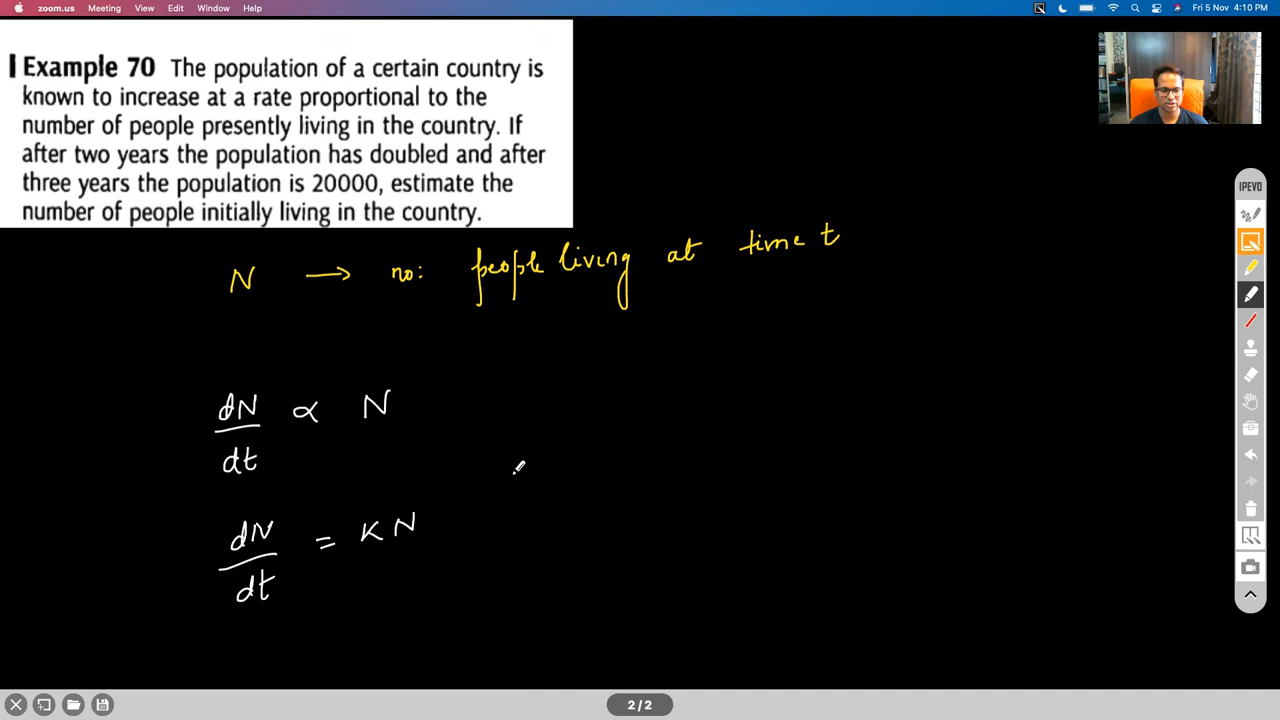 zoom.us Meeting View Edit Window Help Fri 5 Nov 4:10 PM
Example 70 The population of a certain country is
known to increase at a rate proportional to the
number of people presently living in the country. If
after two years the population has doubled and after
three years the population is 20000, estimate the
number of people initially living in the country.
N → no: people living at time t
IPEVO
dN/dt ∝ N
dN/dt = KN
2/2